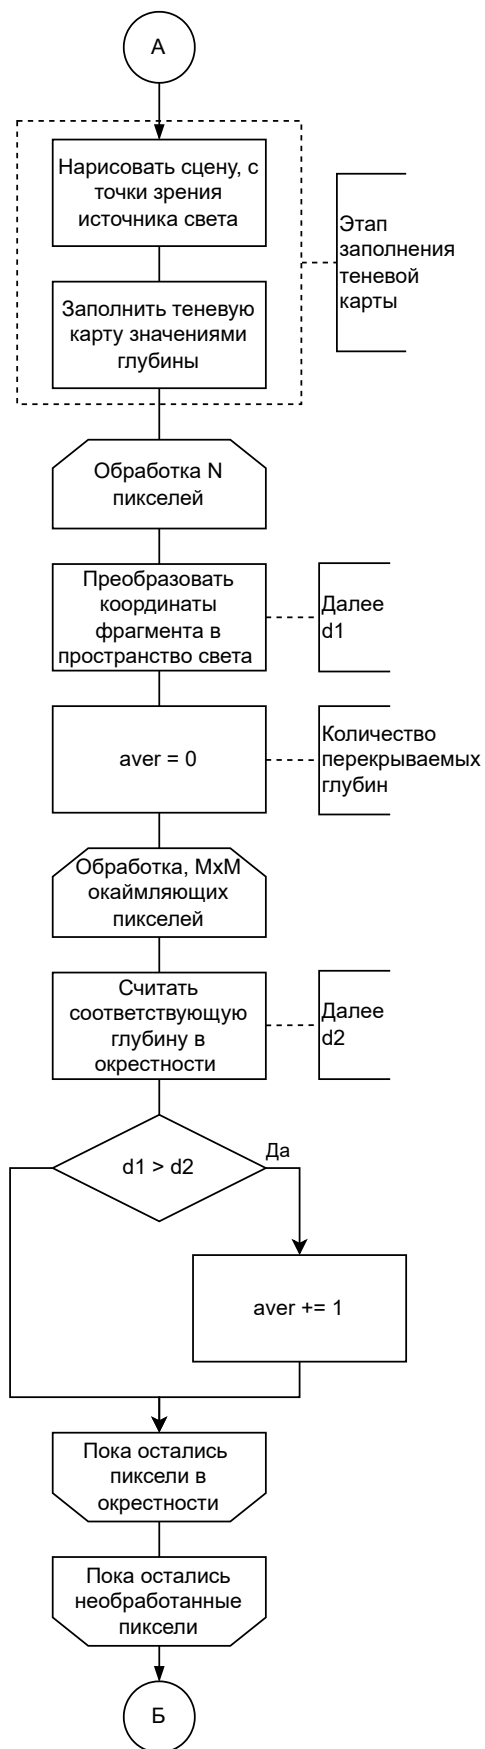 А
Нарисовать сцену, с
точки зрения
источника света
Этап
заполнения
теневой
карты
Заполнить теневую
карту значениями
глубины
Обработка N
пикселей
Преобразовать
координаты
фрагмента в
пространство света
Далее
d1
aver = 0
Количество
перекрываемых
глубин
Обработка, МхМ
окаймляющих
пикселей
Считать
соответствующую
глубину в
окрестности
Далее
d2
d1 > d2
Да
aver += 1
Пока остались
пиксели в
окрестности
Пока остались
необработанные
пиксели
Б